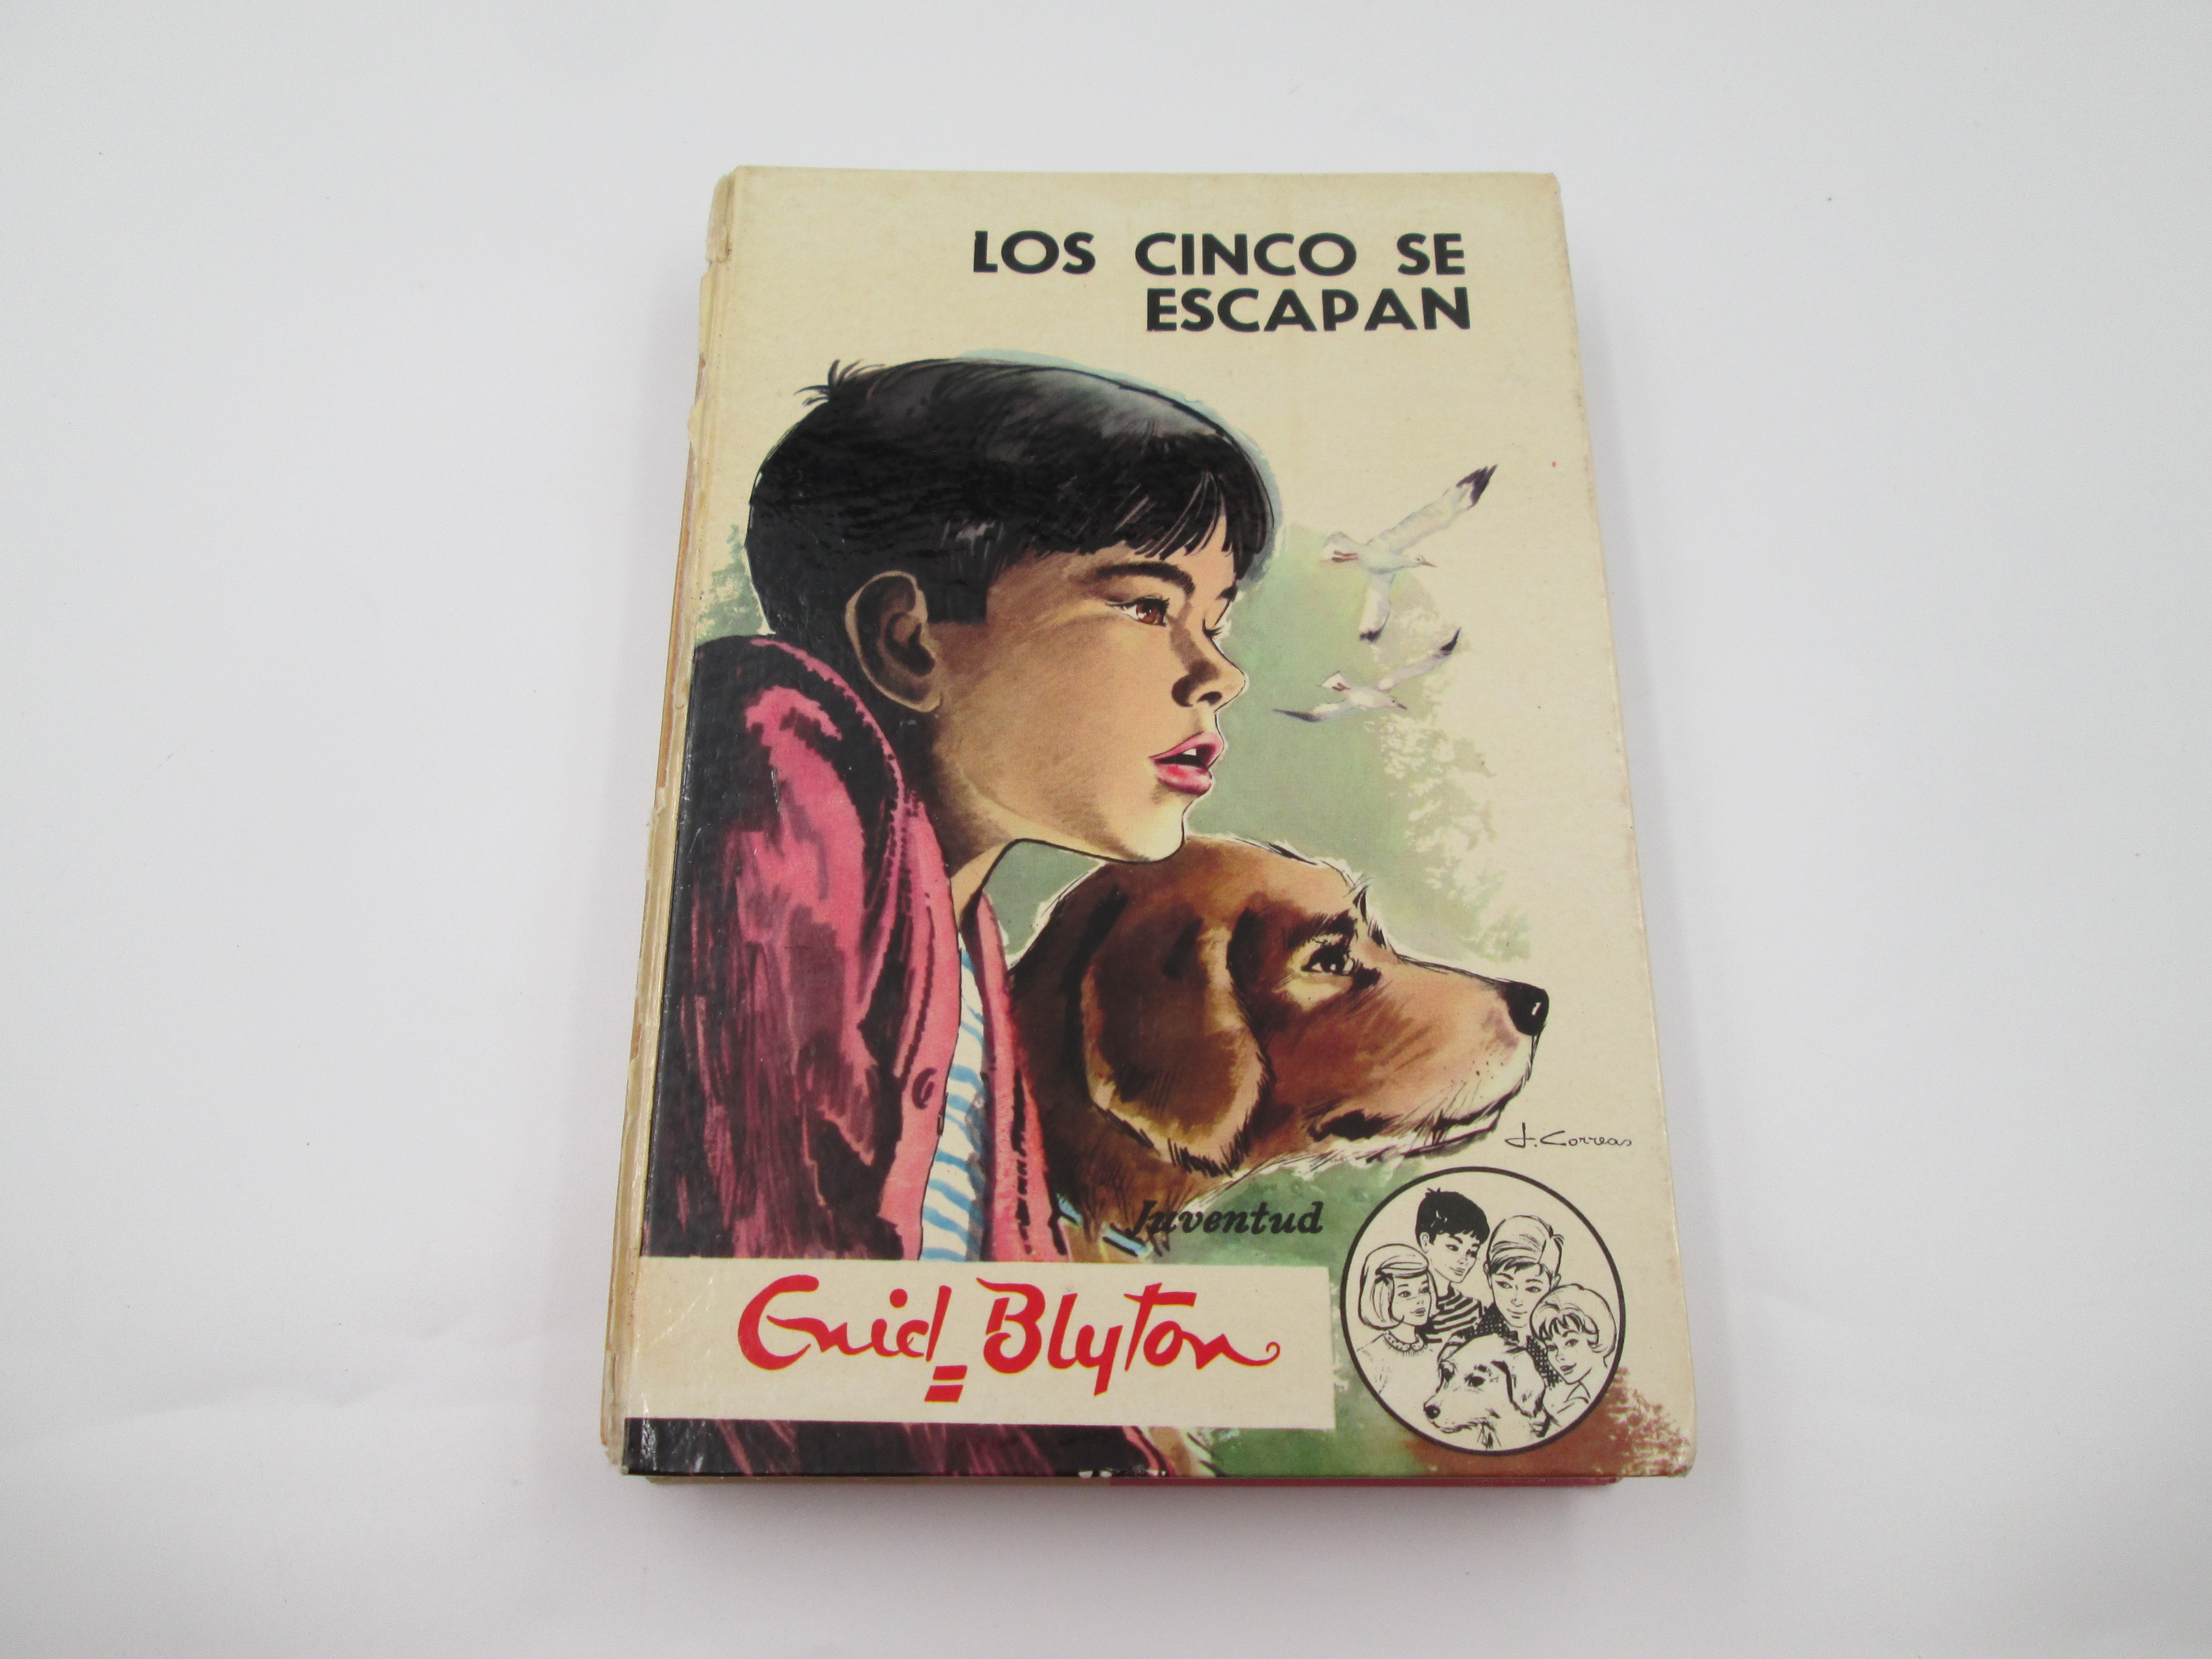 LOS CINCO SE
ESCAPAN
J. Correas
Juventud
Enid Blyton